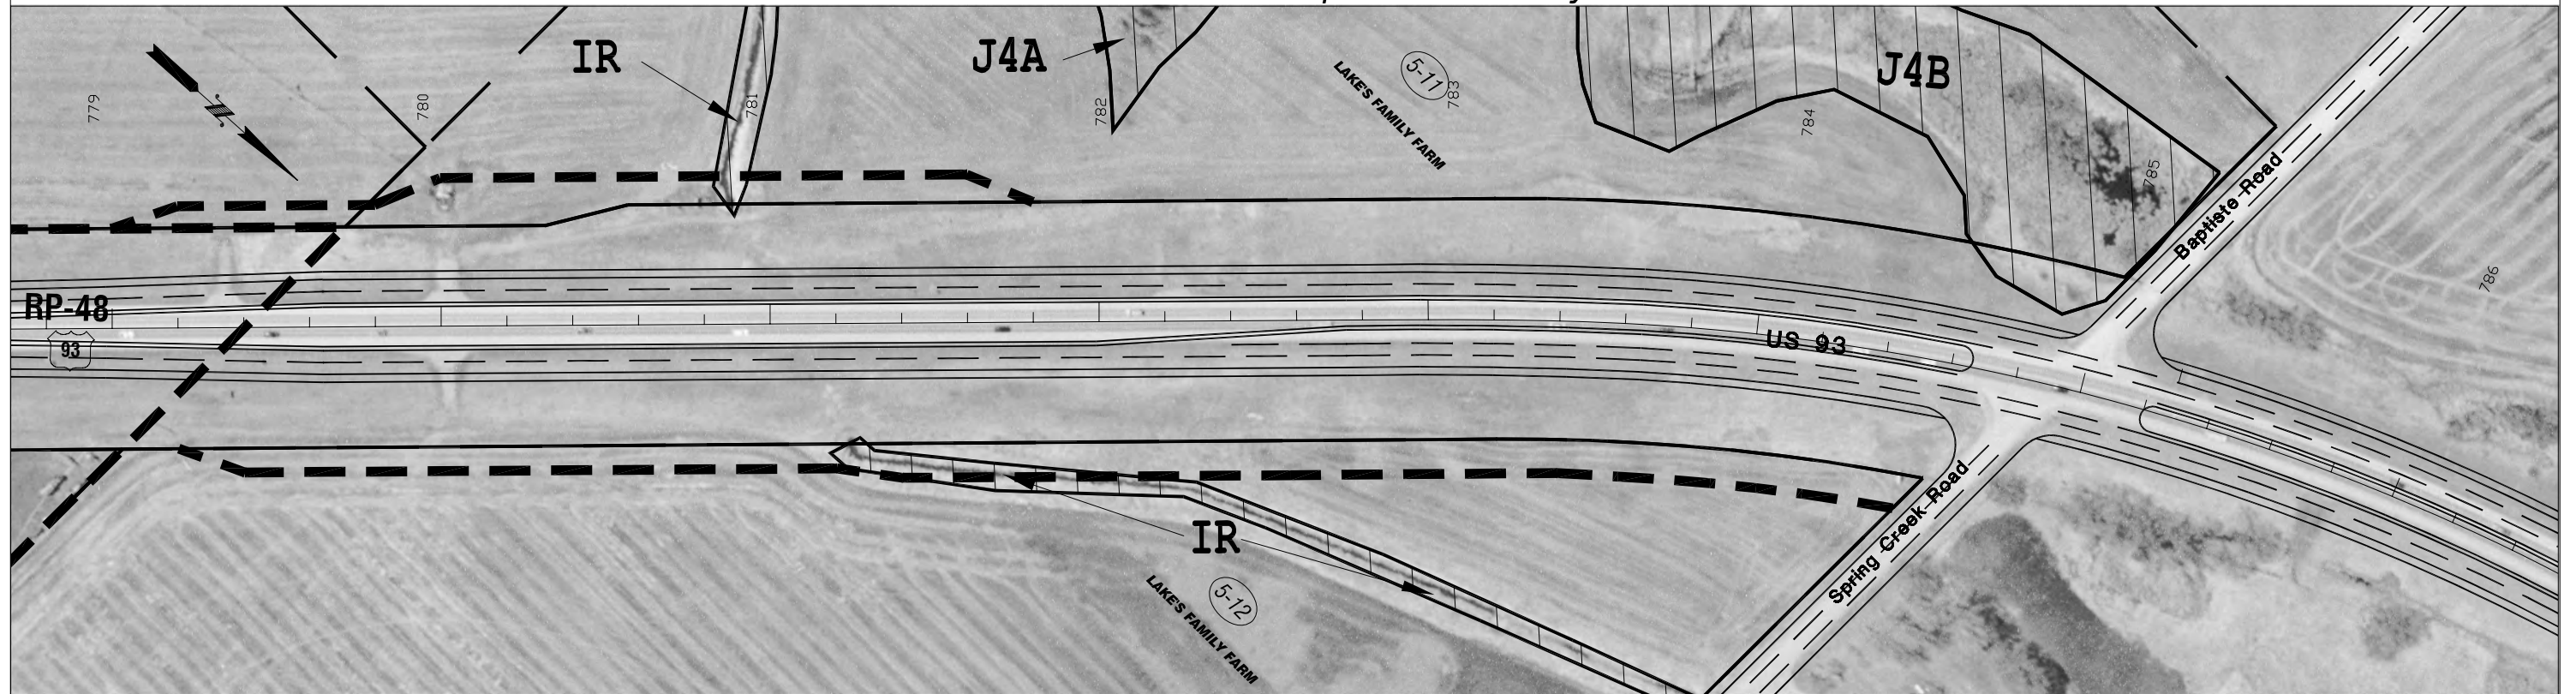 IR
J4A
5-11
LAKE'S FAMILY FARM
J4B
779
780
781
782
783
784
785
786
Baptiste Road
RP-48
93
US 93
Spring Creek Road
IR
5-12
LAKE'S FAMILY FARM